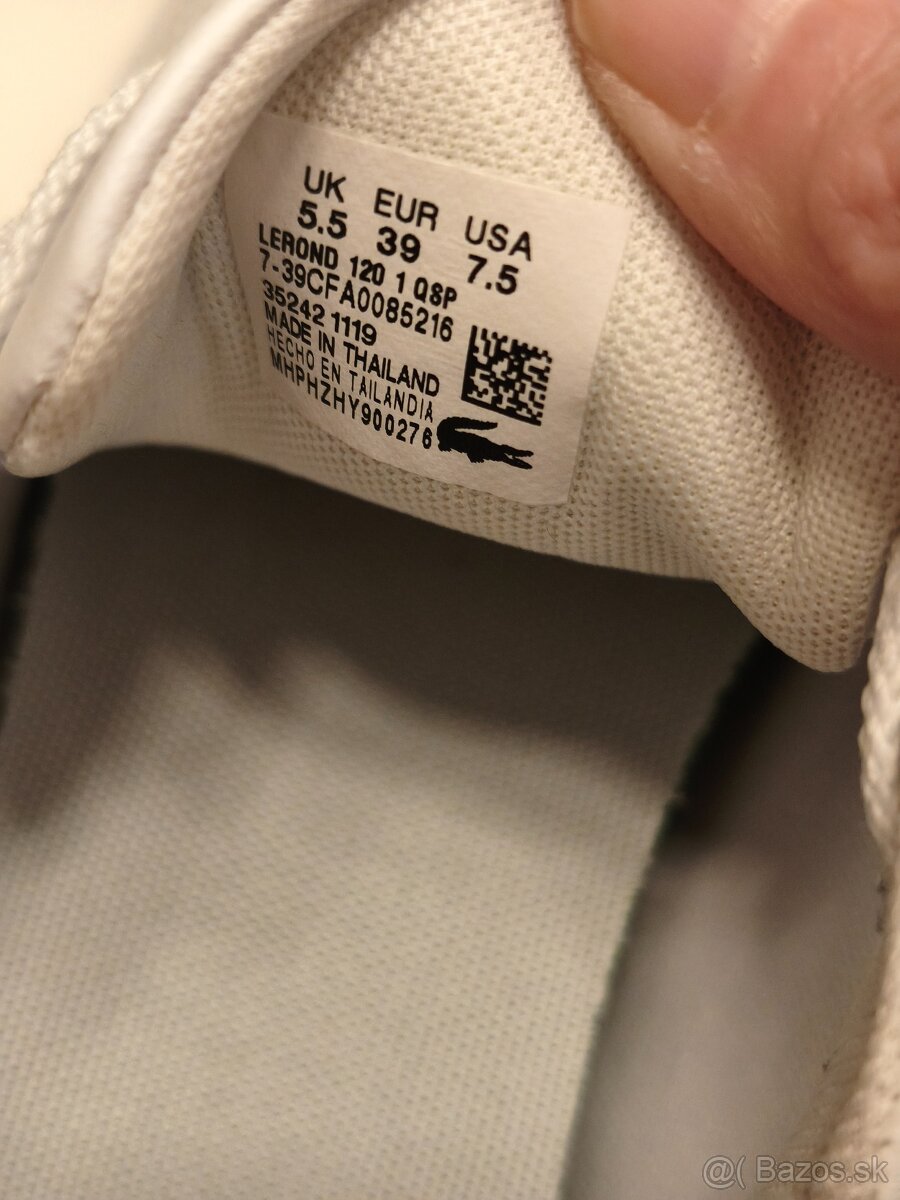 UK EUR USA
5.5 39 7.5
LEROND 120 1 QSP
7-39CFA0085216
35242 1119
MADE IN THAILAND
HECHO EN TAILANDIA
MHPHZHY900276
@( Bazos.sk